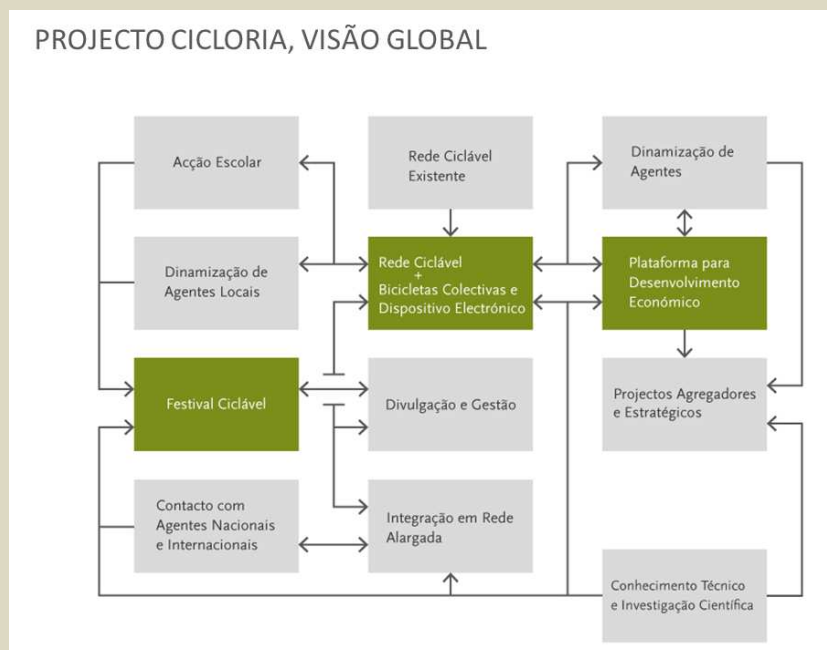 PROJECTO CICLORIA, VISÃO GLOBAL
Acção Escolar
Rede Ciclável
Existente
Dinamização de
Agentes
Dinamização de
Agentes Locais
Rede Ciclável
+
Bicicletas Colectivas e
Dispositivo Electrónico
Plataforma para
Desenvolvimento
Económico
Festival Ciclável
Divulgação e Gestão
Projectos Agregadores
e Estratégicos
Contacto com
Agentes Nacionais
e Internacionais
Integração em Rede
Alargada
Conhecimento Técnico
e Investigação Científica